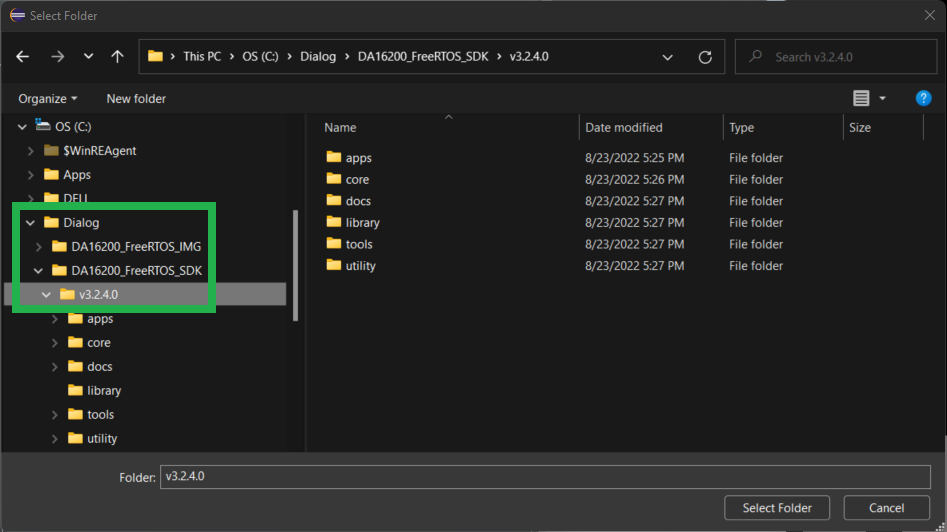 Select Folder
This PC > OS (C:) > Dialog > DA16200_FreeRTOS_SDK > v3.2.4.0
Search v3.2.4.0
Organize
New folder
?
OS (C:)
$WinREAgent
Apps
DELL
Dialog
DA16200_FreeRTOS_IMG
DA16200_FreeRTOS_SDK
v3.2.4.0
apps
core
docs
library
tools
utility
Name Date modified Type Size
apps 8/23/2022 5:25 PM File folder
core 8/23/2022 5:26 PM File folder
docs 8/23/2022 5:27 PM File folder
library 8/23/2022 5:27 PM File folder
tools 8/23/2022 5:27 PM File folder
utility 8/23/2022 5:27 PM File folder
Folder: v3.2.4.0
Select Folder
Cancel